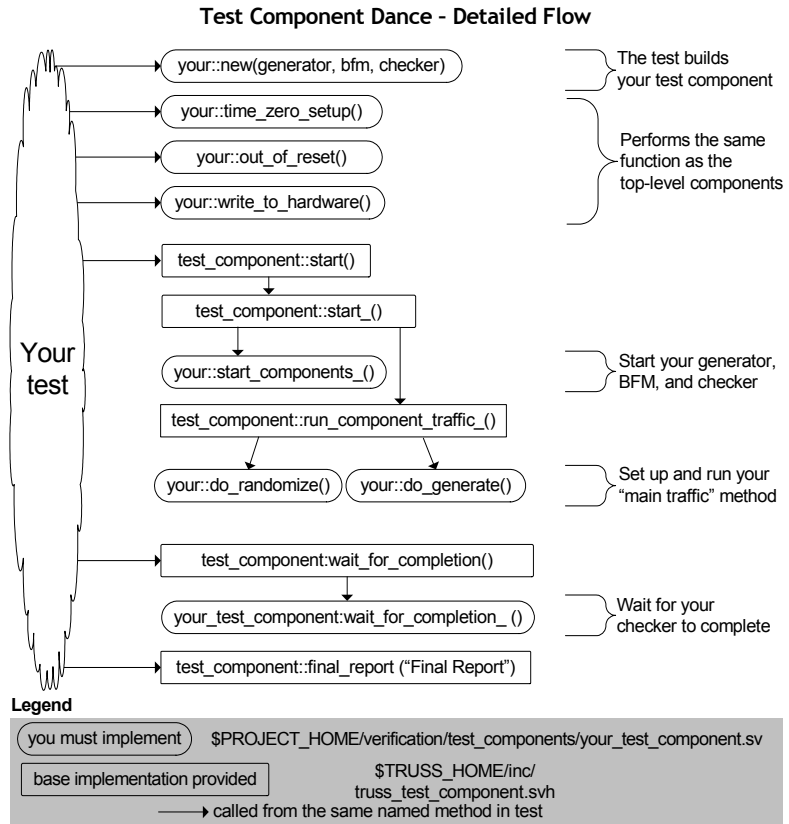 Test Component Dance – Detailed Flow
your::new(generator, bfm, checker)
The test builds
your test component
your::time_zero_setup()
your::out_of_reset()
your::write_to_hardware()
Performs the same
function as the
top-level components
test_component::start()
test_component::start_()
Your
test
your::start_components_()
Start your generator,
BFM, and checker
test_component::run_component_traffic_()
your::do_randomize()
your::do_generate()
Set up and run your
“main traffic” method
test_component:wait_for_completion()
your_test_component:wait_for_completion_ ()
Wait for your
checker to complete
test_component::final_report (“Final Report”)
Legend
you must implement
$PROJECT_HOME/verification/test_components/your_test_component.sv
base implementation provided
$TRUSS_HOME/inc/
truss_test_component.svh
called from the same named method in test